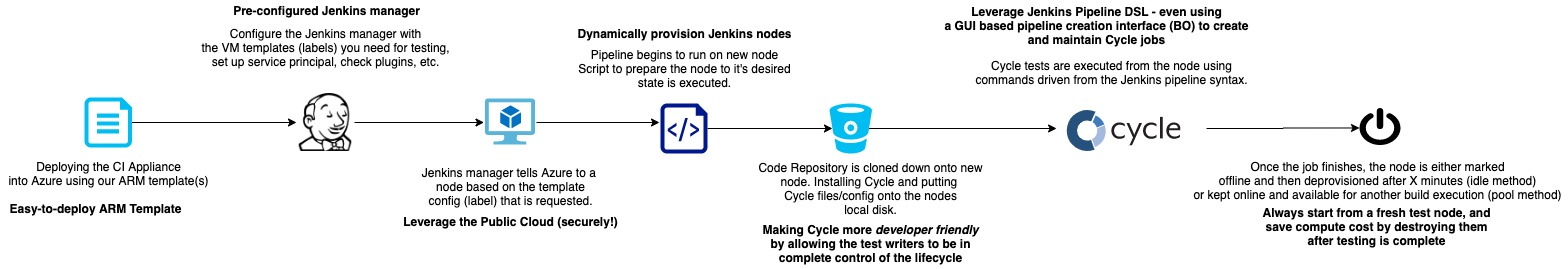 Pre-configured Jenkins manager
Configure the Jenkins manager with
the VM templates (labels) you need for testing,
set up service principal, check plugins, etc.
Dynamically provision Jenkins nodes
Pipeline begins to run on new node
Script to prepare the node to it's desired
state is executed.
Leverage Jenkins Pipeline DSL - even using
a GUI based pipeline creation interface (BO) to create
and maintain Cycle jobs
Cycle tests are executed from the node using
commands driven from the Jenkins pipeline syntax.
</>
cycle
Deploying the CI Appliance
into Azure using our ARM template(s)
Easy-to-deploy ARM Template
Jenkins manager tells Azure to a
node based on the template
config (label) that is requested.
Leverage the Public Cloud (securely!)
Code Repository is cloned down onto new
node. Installing Cycle and putting
Cycle files/config onto the nodes
local disk.
Making Cycle more developer friendly
by allowing the test writers to be in
complete control of the lifecycle
Once the job finishes, the node is either marked
offline and then deprovisioned after X minutes (idle method)
or kept online and available for another build execution (pool method)
Always start from a fresh test node, and
save compute cost by destroying them
after testing is complete